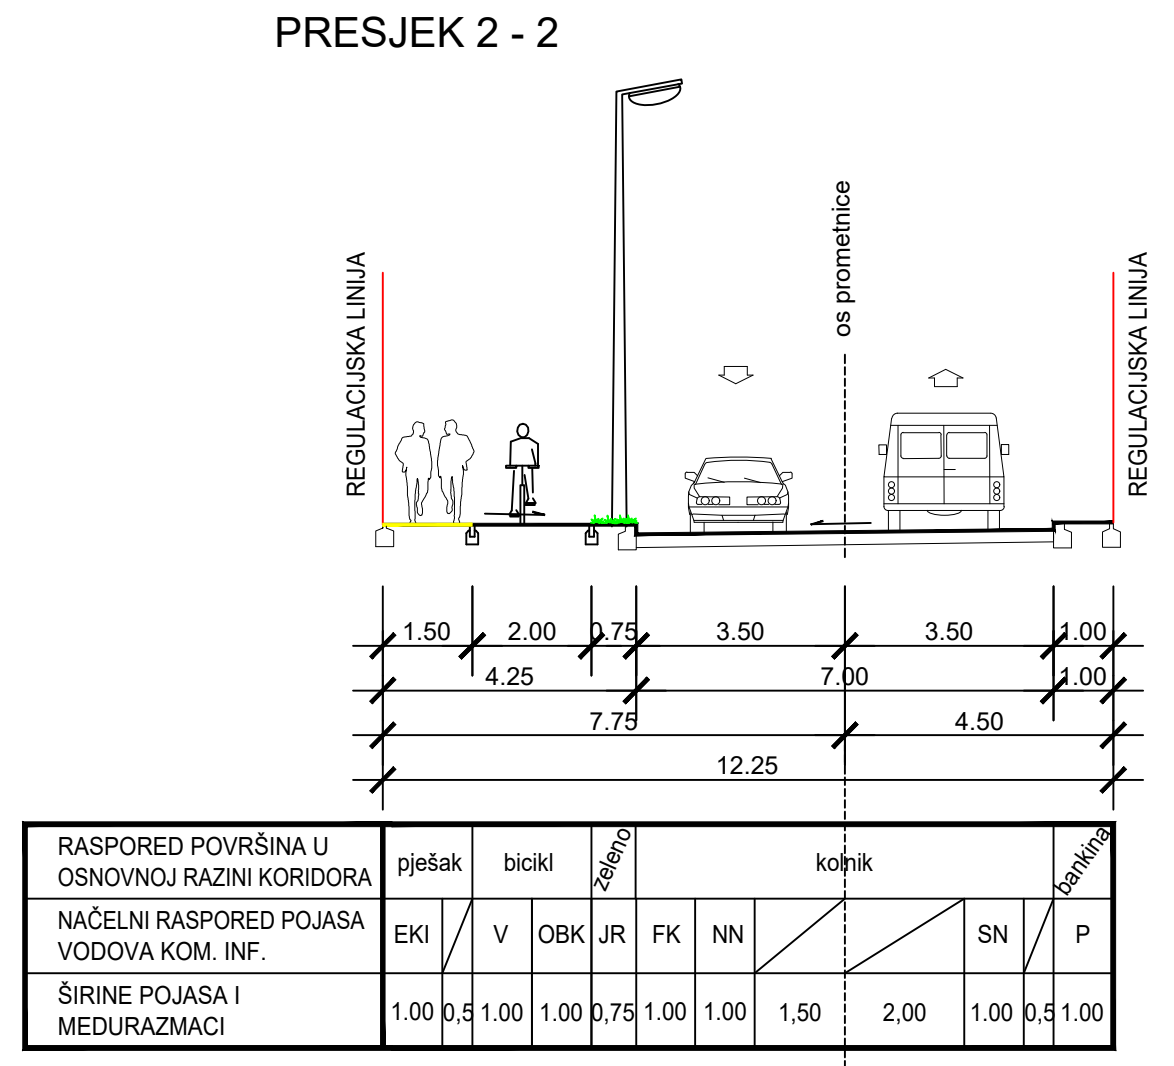 PRESJEK 2 - 2
REGULACIJSKA LINIJA
os prometnice
REGULACIJSKA LINIJA
1.50 2.00 0.75 3.50 3.50 1.00
4.25 7.00 1.00
7.75 4.50
12.25
RASPORED POVRŠINA U
OSNOVNOJ RAZINI KORIDORA
pješak bicikl zeleno kolnik bankina
NAČELNI RASPORED POJASA
VODOVA KOM. INF.
EKI V OBK JR FK NN SN P
ŠIRINE POJASA I
MEDURAZMACI
1.00 0,5 1.00 1.00 0,75 1.00 1.00 1,50 2,00 1.00 0,5 1.00